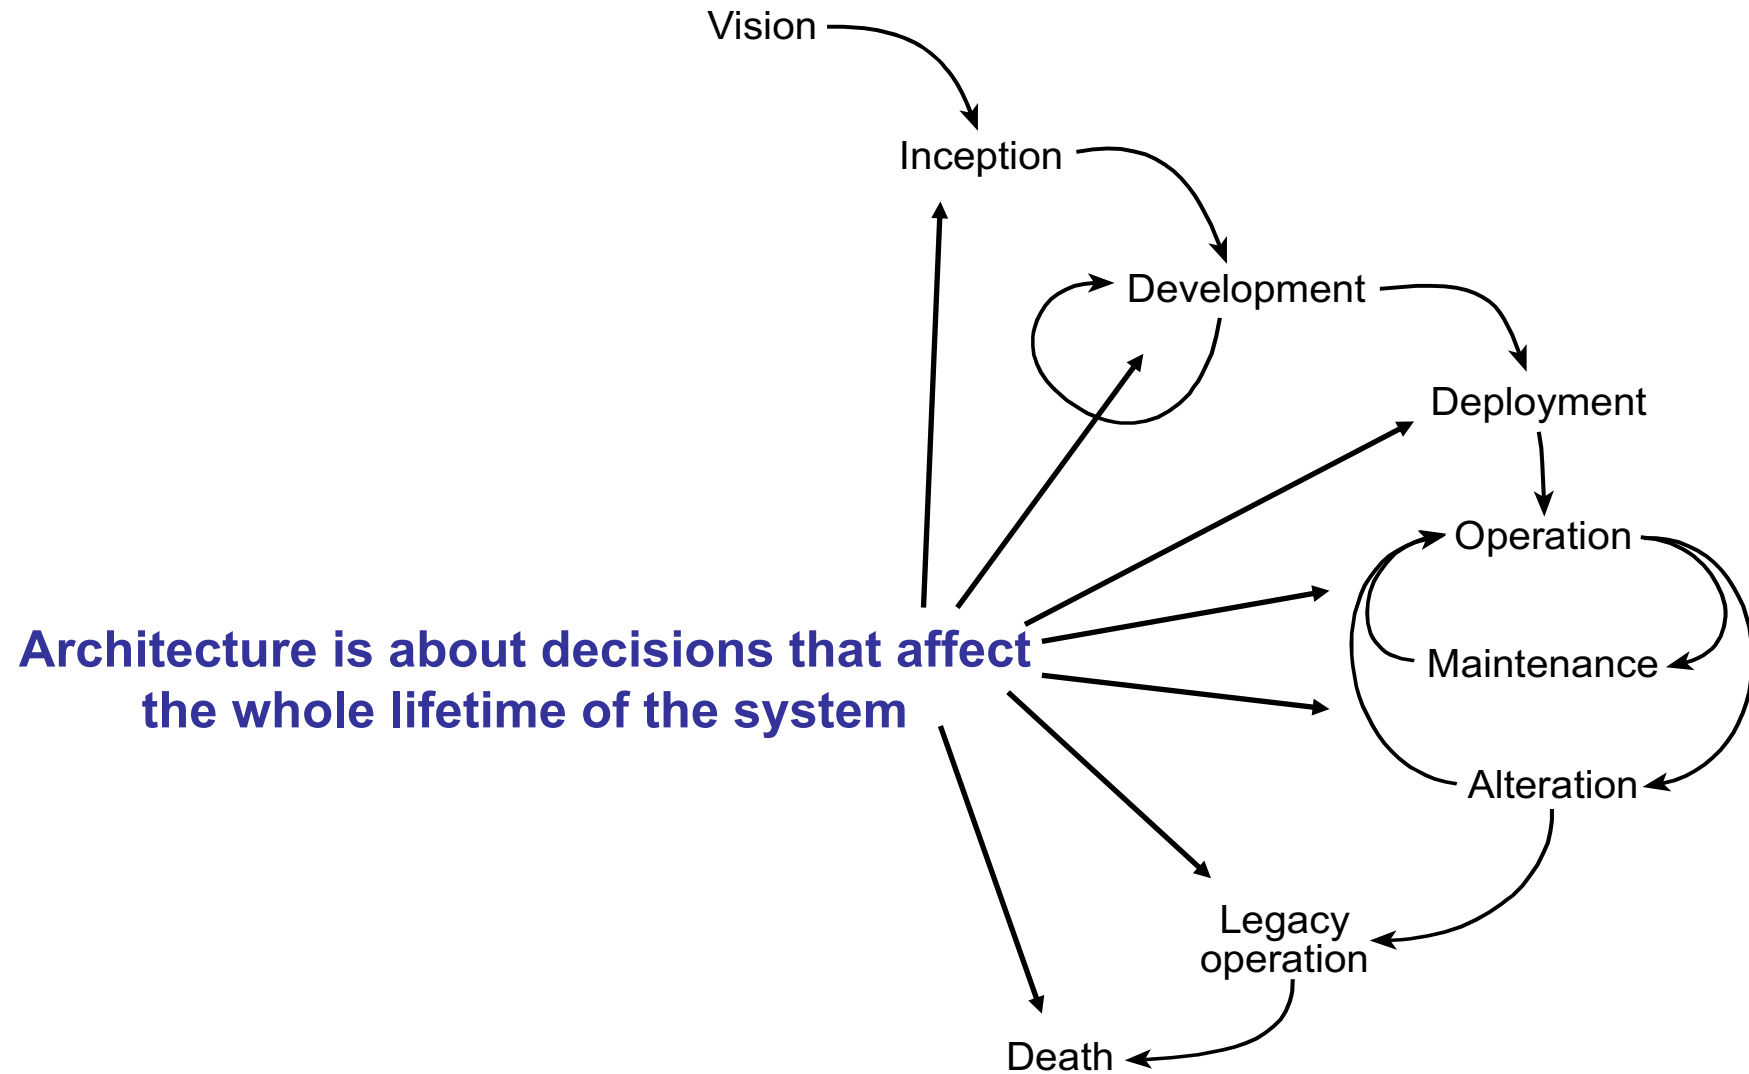 Vision
Inception
Development
Deployment
Operation
Architecture is about decisions that affect
the whole lifetime of the system
Maintenance
Alteration
Legacy
operation
Death